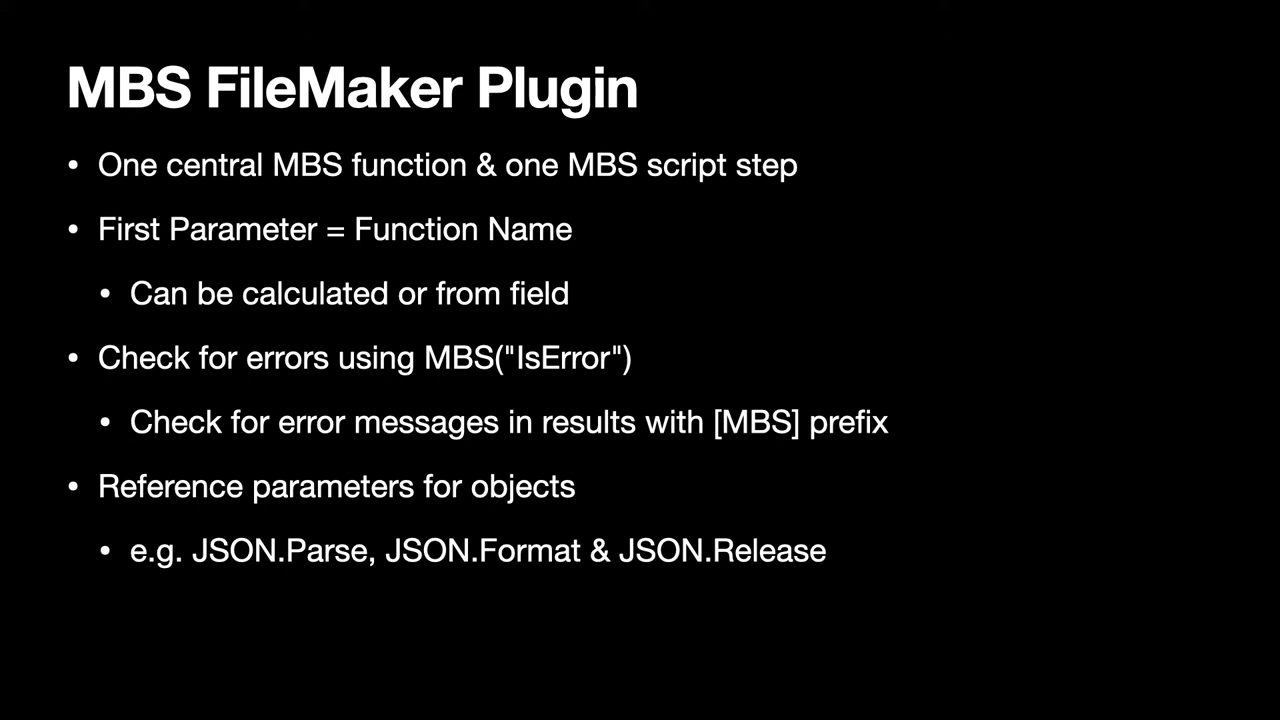 MBS FileMaker Plugin
• One central MBS function & one MBS script step
• First Parameter = Function Name
• Can be calculated or from field
• Check for errors using MBS("IsError")
• Check for error messages in results with [MBS] prefix
• Reference parameters for objects
• e.g. JSON.Parse, JSON.Format & JSON.Release